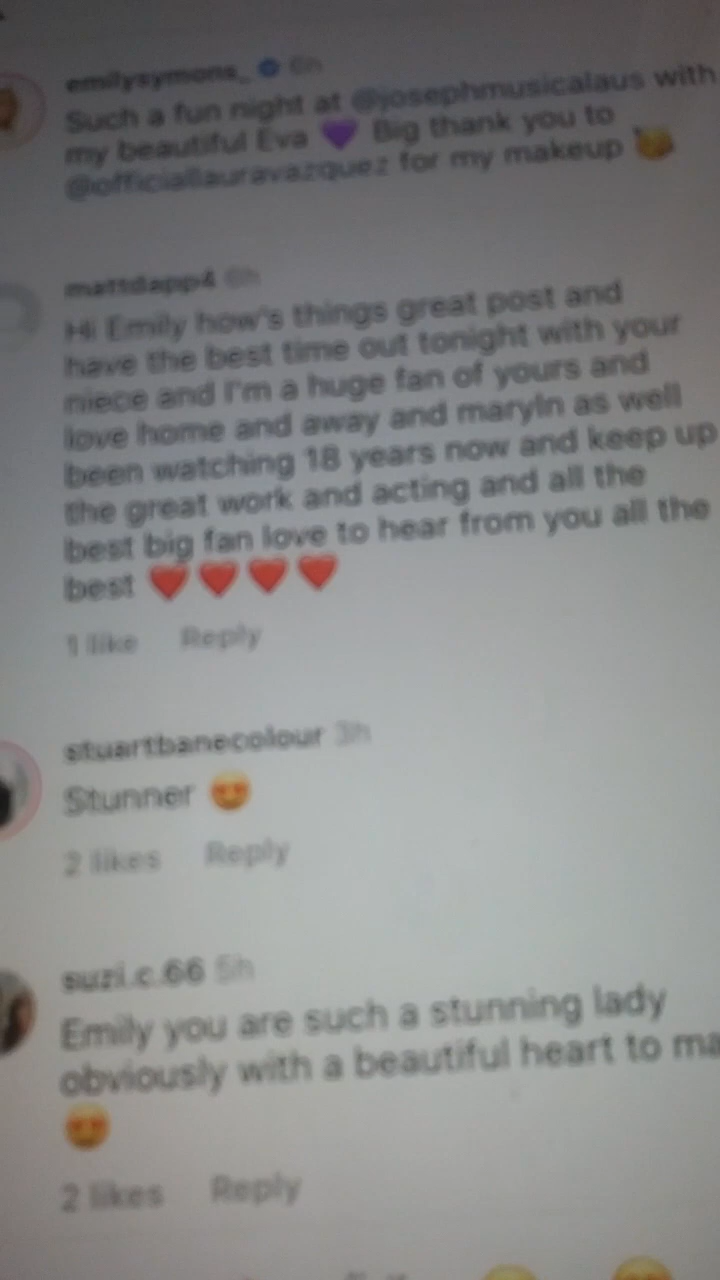 emilysymons_ 6h
Such a fun night at @josephmusicalaus with
my beautiful Eva 💜 Big thank you to
@officiallauravazquez for my makeup
mattdapp4 6h
Hi Emily how's things great post and
have the best time out tonight with your
niece and I'm a huge fan of yours and
love home and away and maryln as well
been watching 18 years now and keep up
the great work and acting and all the
best big fan love to hear from you all the
best ❤️❤️❤️❤️
1 like Reply
stuartbanecolour 3h
Stunner 😍
2 likes Reply
suzi.c.66 5h
Emily you are such a stunning lady
obviously with a beautiful heart to ma
😍
2 likes Reply